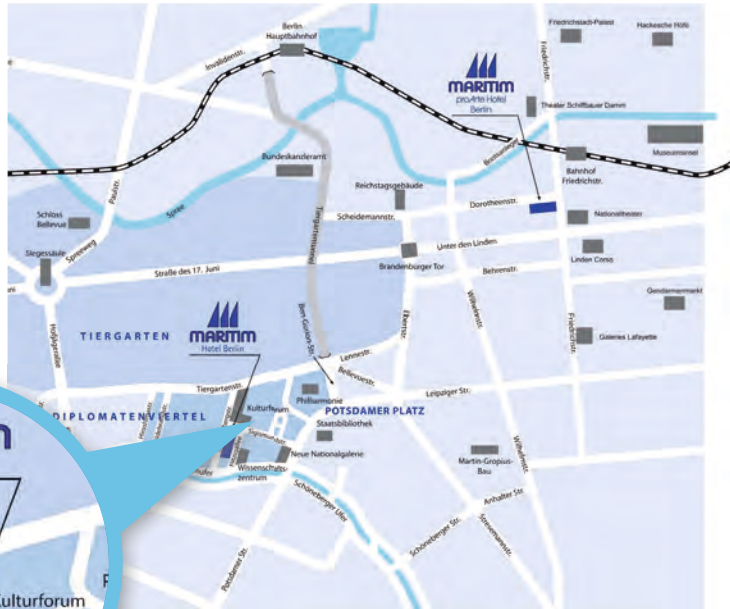 Berlin
Hauptbahnhof
Friedrichstadt-Palast
Hackesche Höfe
Invalidenstr.
Friedrichstr.
MARITIM
proArte Hotel
Berlin
Theater Schiffbauer Damm
Museumsinsel
Bundeskanzleramt
Bahnhof
Friedrichstr.
Paulstr.
Reichstagsgebäude
Dorotheenstr.
Scheidemannstr.
Nationaltheater
Schloss
Bellevue
Spree
Tiergartentunnel
Spreeweg
Siegessäule
Unter den Linden
Linden Corso
Brandenburger Tor
Straße des 17. Juni
Behrenstr.
Gendarmenmarkt
Wilhelmstr.
Ebertstr.
Ben-Gurion-Str.
Friedrichstr.
TIERGARTEN
MARITIM
Hotel Berlin
Galeries Lafayette
Lennéstr.
Bellevuestr.
Tiergartenstr.
Leipziger Str.
Philharmonie
Kulturforum
POTSDAMER PLATZ
DIPLOMATENVIERTEL
Staatsbibliothek
Sigismundstr.
Neue Nationalgalerie
Wissenschafts-
zentrum
Martin-Gropius-
Bau
Wilhelmstr.
Schöneberger Ufer
Anhalter Str
Stresemannstr.
Schöneberger Str.
Potsdamer Str.
Kulturforum